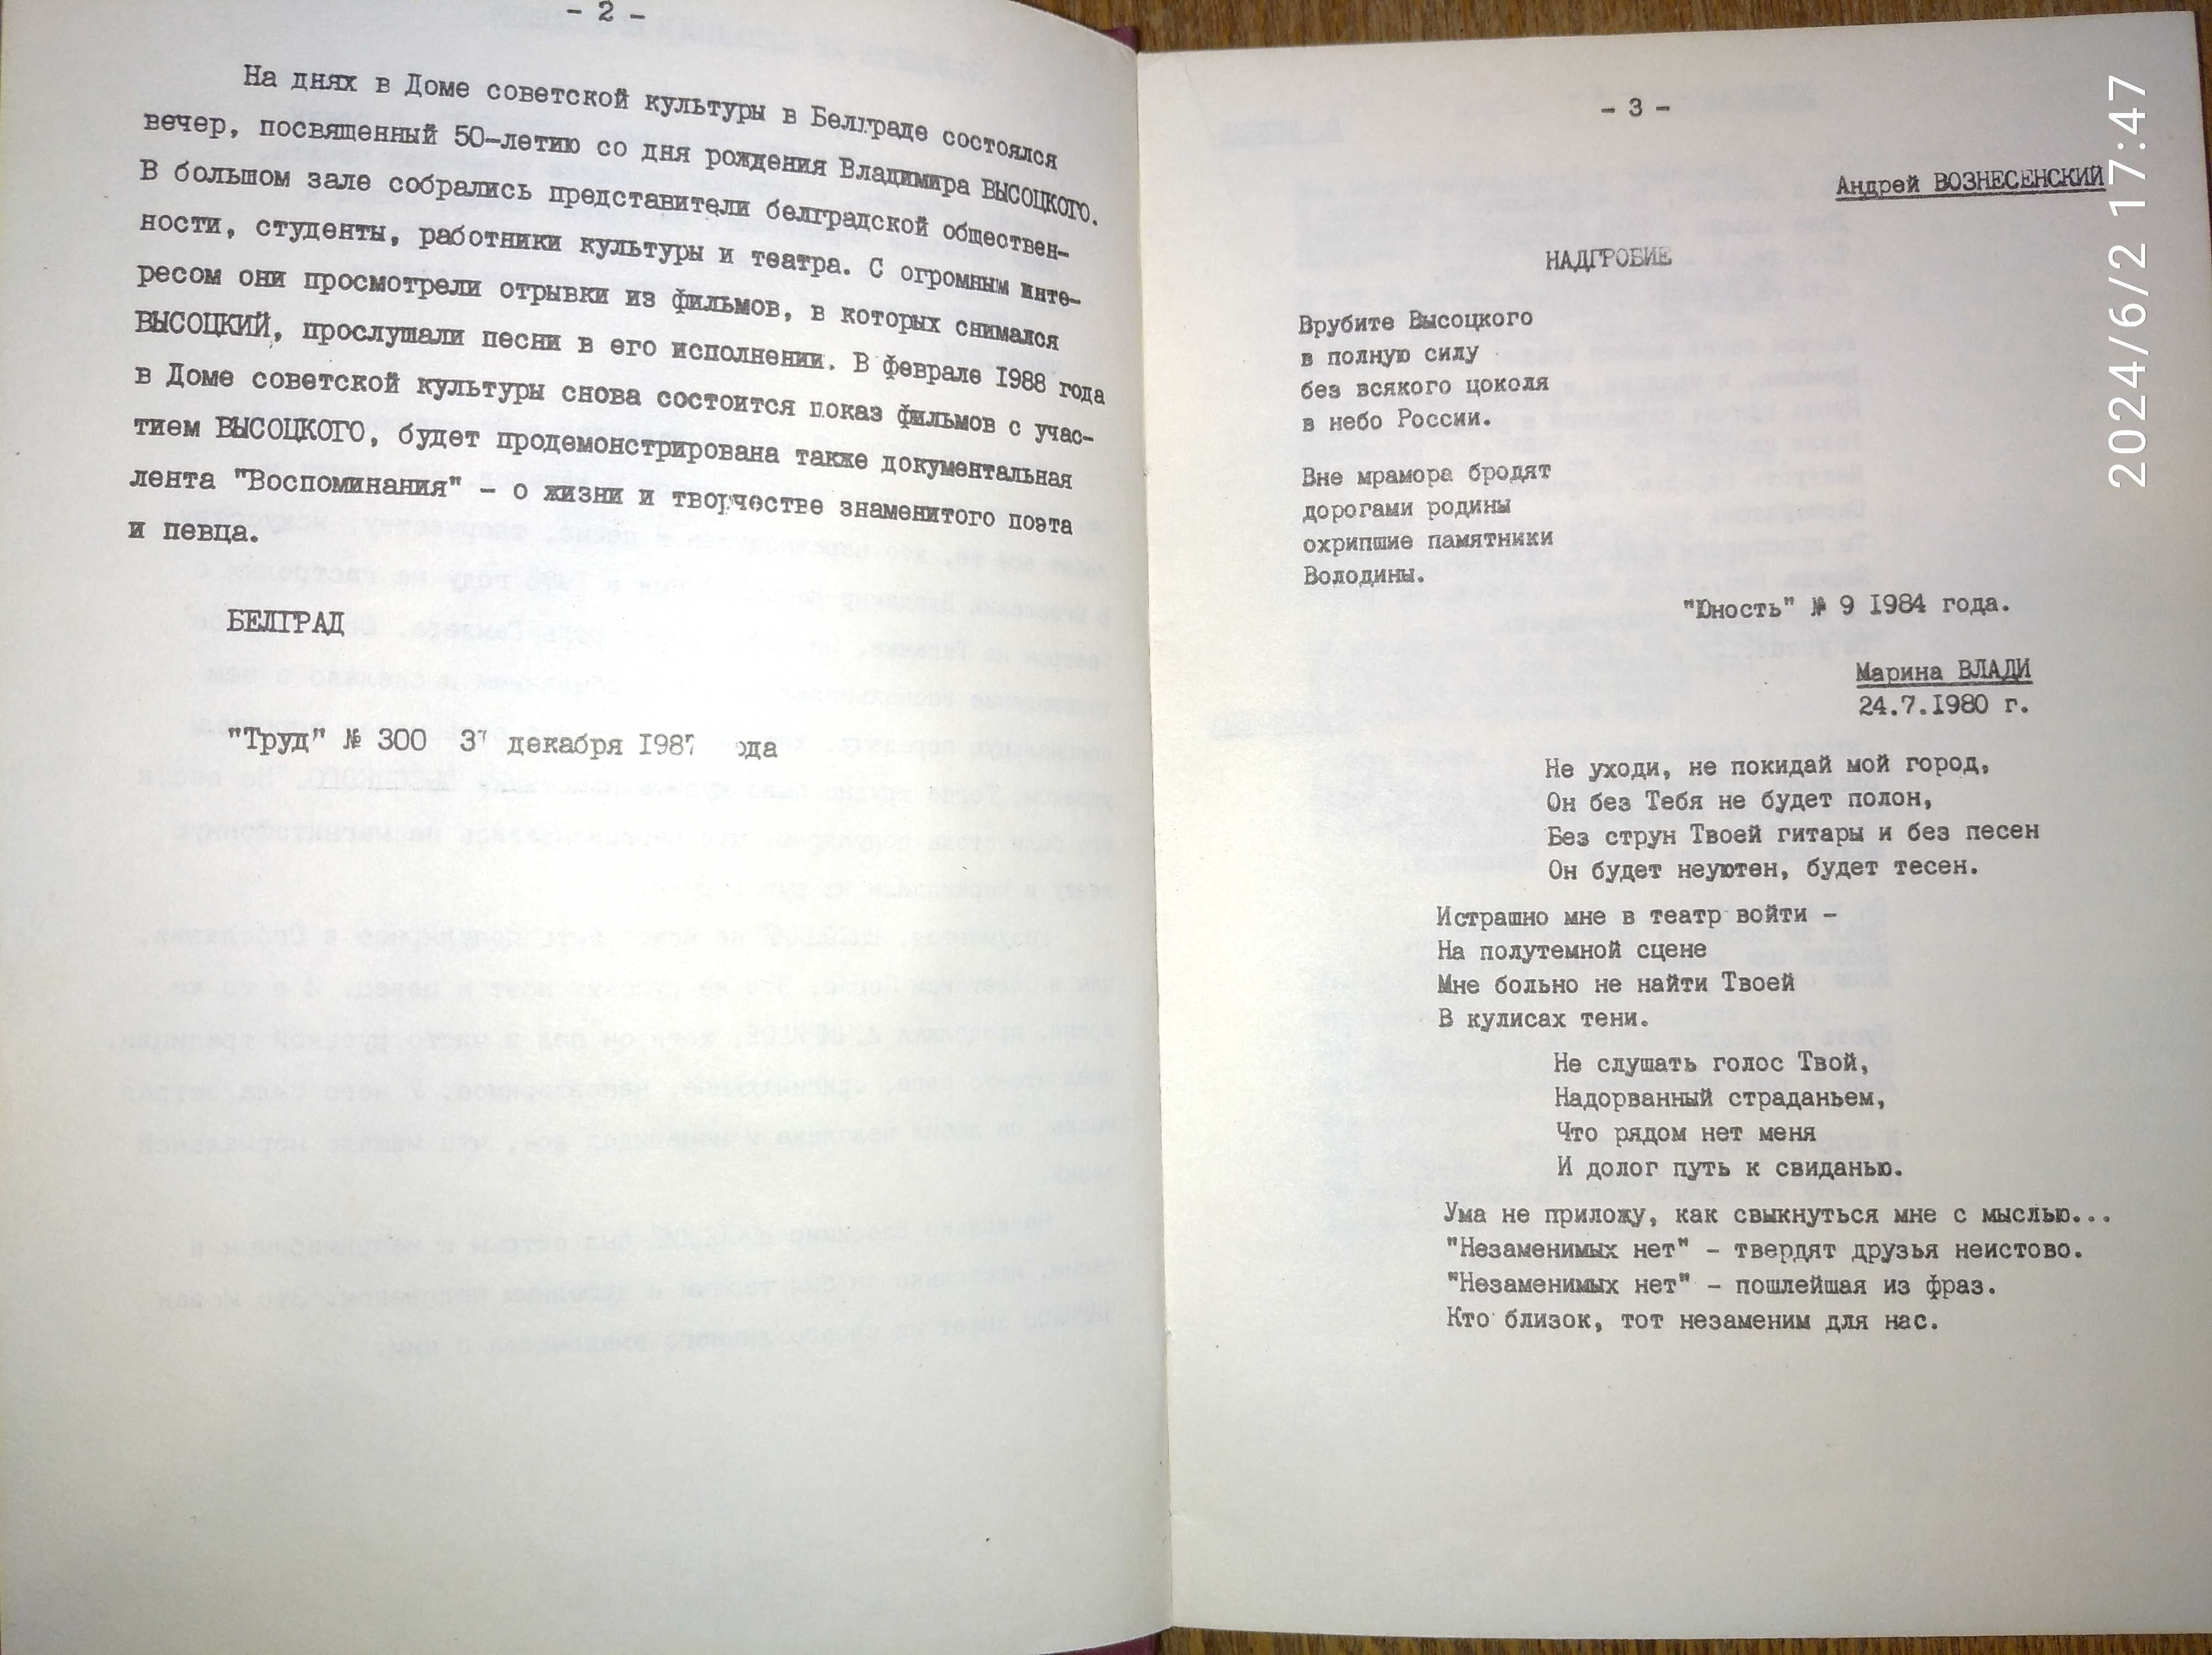 - 2 -
На днях в Доме советской культуры в Белграде состоялся
вечер, посвященный 50-летию со дня рождения Владимира ВЫСОЦКОГО.
В большом зале собрались представители белградской обществен-
ности, студенты, работники культуры и театра. С огромным инте-
ресом они просмотрели отрывки из фильмов, в которых снимался
ВЫСОЦКИЙ, прослушали песни в его исполнении. В феврале 1988 года
в Доме советской культуры снова состоится показ фильмов с учас-
тием ВЫСОЦКОГО, будет продемонстрирована также документальная
лента "Воспоминания" - о жизни и творчестве знаменитого поэта
и певца.
БЕЛГРАД
"Труд" № 300 декабря
- 3 -
Андрей ВОЗНЕСЕНСКИЙ
НАДГРОБИЕ
Врубите Высоцкого
в полную силу
без всякого цоколя
в небо России.
Вне мрамора бродят
дорогами родины
охрипшие памятники
Володины.
"Юность" № 9 1984 года.
Марина ВЛАДИ
24.7.1980 г.
Не уходи, не покидай мой город,
Он без Тебя не будет полон,
Без струн Твоей гитары и без песен
Он будет неуютен, будет тесен.
Истрашно мне в театр войти -
На полутемной сцене
Мне больно не найти Твоей
В кулисах тени.
Не слушать голос Твой,
Надорванный страданьем,
Что рядом нет меня
И долог путь к свиданью.
Ума не приложу, как свыкнуться мне с мыслью...
"Незаменимых нет" - твердят друзья неистово.
"Незаменимых нет" - пошлейшая из фраз.
Кто близок, тот незаменим для нас.
2024/6/2 17:47